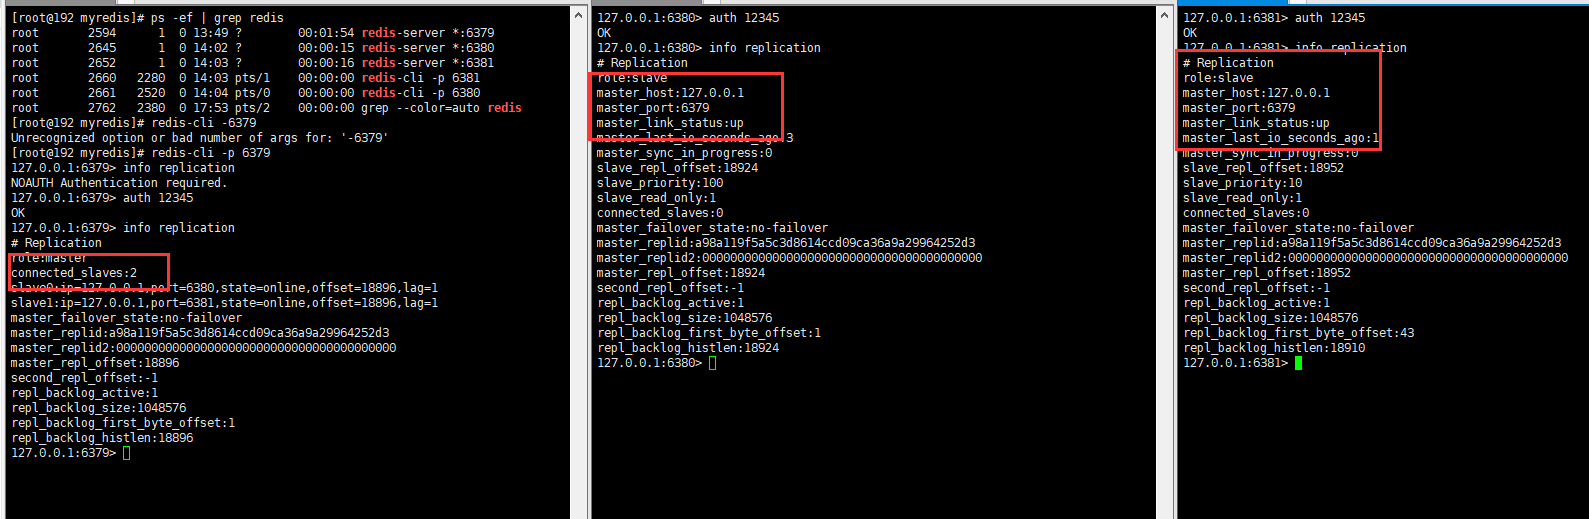 [root@192 myredis]# ps -ef | grep redis
root       2594      1  0 13:49 ?        00:01:54 redis-server *:6379
root       2645      1  0 14:02 ?        00:00:15 redis-server *:6380
root       2652      1  0 14:03 ?        00:00:16 redis-server *:6381
root       2660   2280  0 14:03 pts/1    00:00:00 redis-cli -p 6381
root       2661   2520  0 14:04 pts/0    00:00:00 redis-cli -p 6380
root       2762   2380  0 17:53 pts/2    00:00:00 grep --color=auto redis
[root@192 myredis]# redis-cli -6379
Unrecognized option or bad number of args for: '-6379'
[root@192 myredis]# redis-cli -p 6379
127.0.0.1:6379> info replication
NOAUTH Authentication required.
127.0.0.1:6379> auth 12345
OK
127.0.0.1:6379> info replication
# Replication
role:master
connected_slaves:2
slave0:ip=127.0.0.1,port=6380,state=online,offset=18896,lag=1
slave1:ip=127.0.0.1,port=6381,state=online,offset=18896,lag=1
master_failover_state:no-failover
master_replid:a98a119f5a5c3d8614ccd09ca36a9a29964252d3
master_replid2:0000000000000000000000000000000000000000
master_repl_offset:18896
second_repl_offset:-1
repl_backlog_active:1
repl_backlog_size:1048576
repl_backlog_first_byte_offset:1
repl_backlog_histlen:18896
127.0.0.1:6379>
127.0.0.1:6380> auth 12345
OK
127.0.0.1:6380> info replication
# Replication
role:slave
master_host:127.0.0.1
master_port:6379
master_link_status:up
master_last_io_seconds_ago:3
master_sync_in_progress:0
slave_repl_offset:18924
slave_priority:100
slave_read_only:1
connected_slaves:0
master_failover_state:no-failover
master_replid:a98a119f5a5c3d8614ccd09ca36a9a29964252d3
master_replid2:0000000000000000000000000000000000000000
master_repl_offset:18924
second_repl_offset:-1
repl_backlog_active:1
repl_backlog_size:1048576
repl_backlog_first_byte_offset:1
repl_backlog_histlen:18924
127.0.0.1:6380>
127.0.0.1:6381> auth 12345
OK
127.0.0.1:6381> info replication
# Replication
role:slave
master_host:127.0.0.1
master_port:6379
master_link_status:up
master_last_io_seconds_ago:1
master_sync_in_progress:0
slave_repl_offset:18952
slave_priority:10
slave_read_only:1
connected_slaves:0
master_failover_state:no-failover
master_replid:a98a119f5a5c3d8614ccd09ca36a9a29964252d3
master_replid2:0000000000000000000000000000000000000000
master_repl_offset:18952
second_repl_offset:-1
repl_backlog_active:1
repl_backlog_size:1048576
repl_backlog_first_byte_offset:43
repl_backlog_histlen:18910
127.0.0.1:6381>